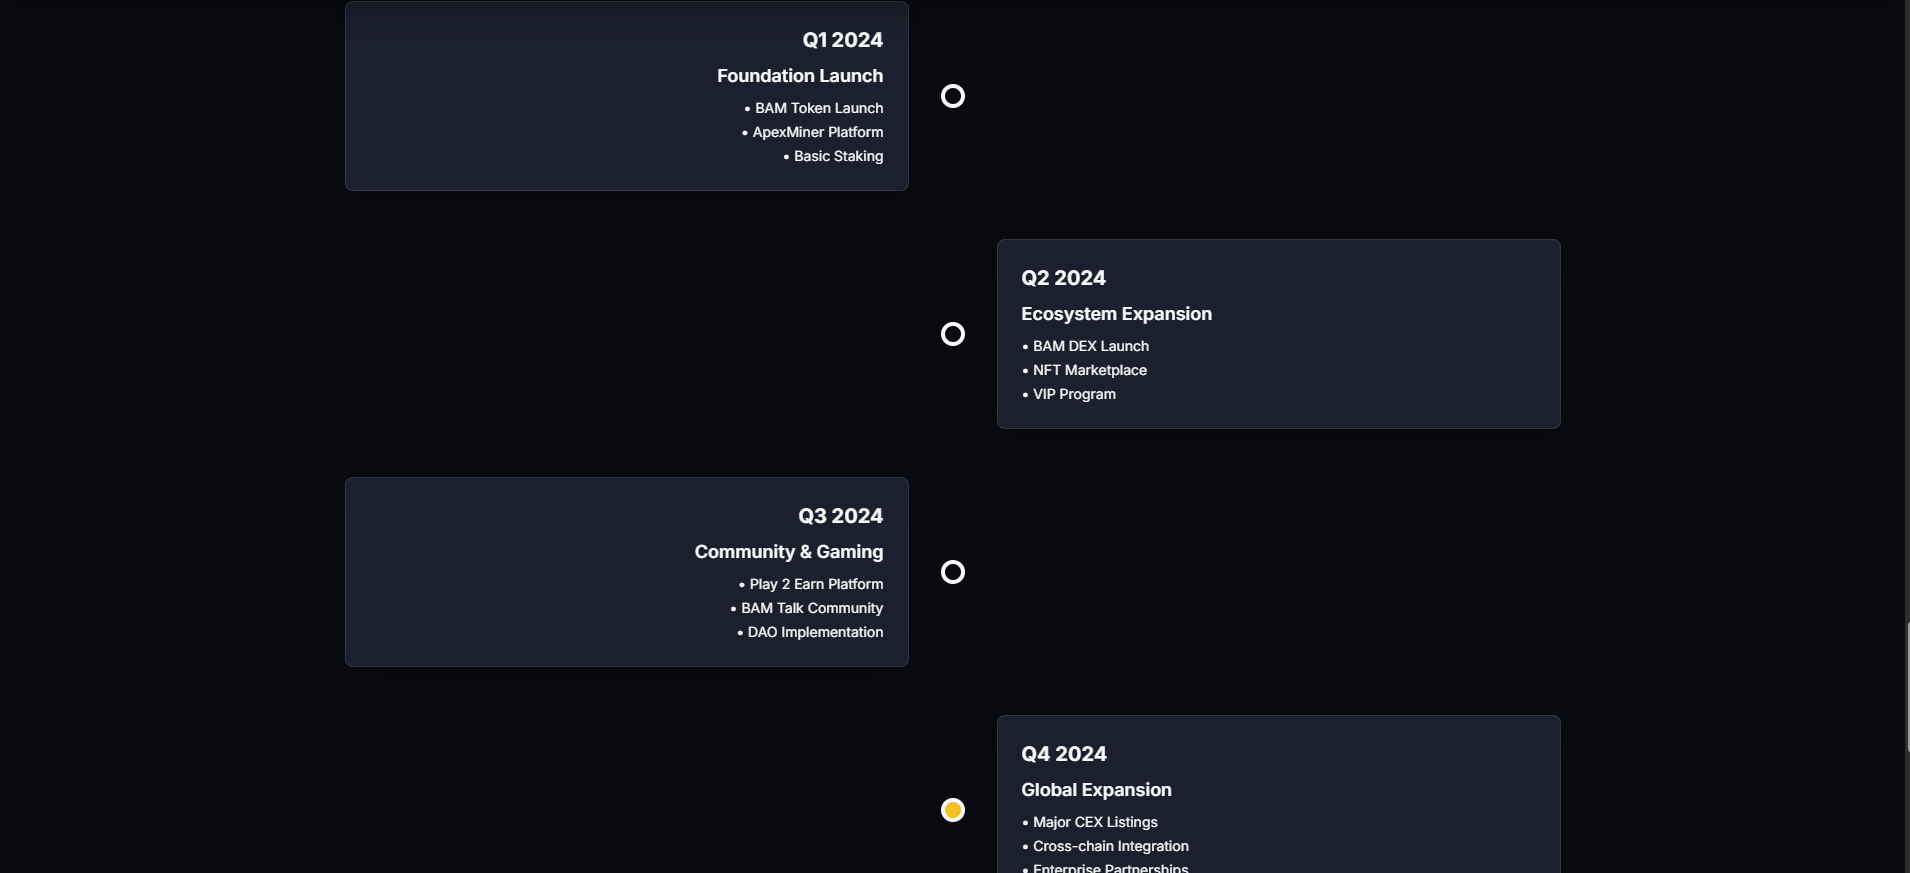 Q1 2024
Foundation Launch
• BAM Token Launch
• ApexMiner Platform
• Basic Staking
Q2 2024
Ecosystem Expansion
• BAM DEX Launch
• NFT Marketplace
• VIP Program
Q3 2024
Community & Gaming
• Play 2 Earn Platform
• BAM Talk Community
• DAO Implementation
Q4 2024
Global Expansion
• Major CEX Listings
• Cross-chain Integration
• Enterprise Partnerships